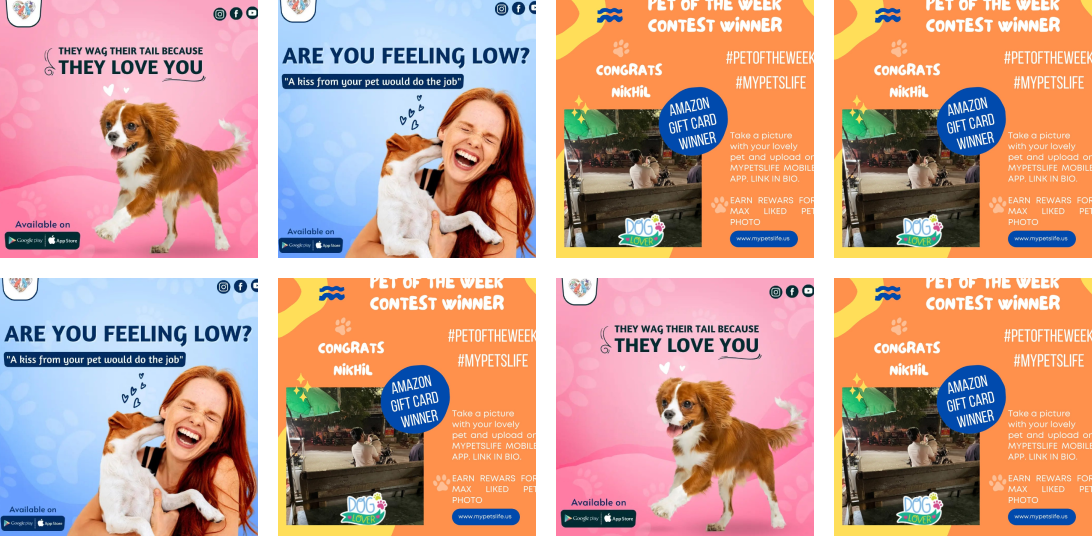 THEY WAG THEIR TAIL BECAUSE
THEY LOVE YOU
Available on
Google play App Store
ARE YOU FEELING LOW?
"A kiss from your pet would do the job"
Available on
Google play App Store
PET OF THE WEEK
CONTEST WINNER
#PETOFTHEWEEK
CONGRATS
#MYPETSLIFE
NIKHIL
AMAZON
GIFT CARD
WINNER
Take a picture
with your lovely
pet and upload on
MYPETSLIFE MOBILE
APP. LINK IN BIO.
EARN REWARS FOR
MAX LIKED PET
PHOTO
DOG
LOVER
www.mypetslife.us
PET OF THE WEEK
CONTEST WINNER
#PETOFTHEWEEK
CONGRATS
#MYPETSLIFE
NIKHIL
AMAZON
GIFT CARD
WINNER
Take a picture
with your lovely
pet and upload on
MYPETSLIFE MOBILE
APP. LINK IN BIO.
EARN REWARS FOR
MAX LIKED PET
PHOTO
DOG
LOVER
www.mypetslife.us
ARE YOU FEELING LOW?
"A kiss from your pet would do the job"
Available on
Google play App Store
PET OF THE WEEK
CONTEST WINNER
#PETOFTHEWEEK
CONGRATS
#MYPETSLIFE
NIKHIL
AMAZON
GIFT CARD
WINNER
Take a picture
with your lovely
pet and upload on
MYPETSLIFE MOBILE
APP. LINK IN BIO.
EARN REWARS FOR
MAX LIKED PET
PHOTO
DOG
LOVER
www.mypetslife.us
THEY WAG THEIR TAIL BECAUSE
THEY LOVE YOU
Available on
Google play App Store
PET OF THE WEEK
CONTEST WINNER
#PETOFTHEWEEK
CONGRATS
#MYPETSLIFE
NIKHIL
AMAZON
GIFT CARD
WINNER
Take a picture
with your lovely
pet and upload on
MYPETSLIFE MOBILE
APP. LINK IN BIO.
EARN REWARS FOR
MAX LIKED PET
PHOTO
DOG
LOVER
www.mypetslife.us